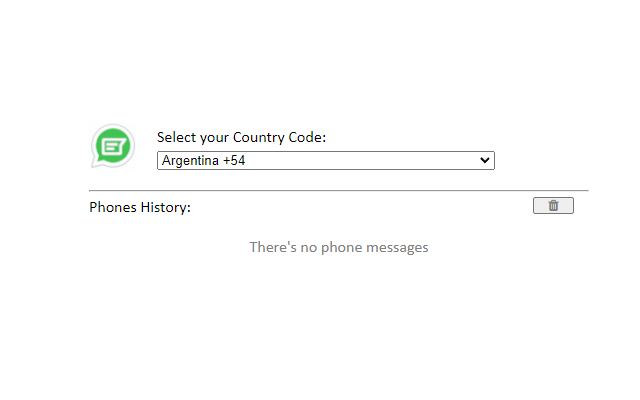 Select your Country Code:
Argentina +54
Phones History:
There's no phone messages